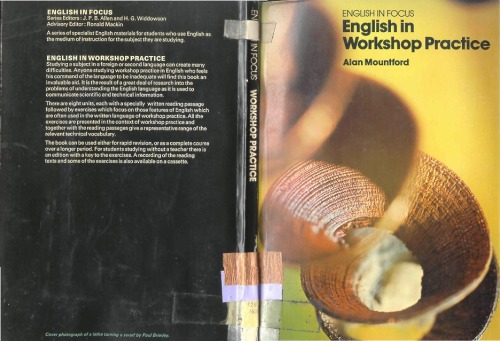 ENGLISH IN FOCUS
Series Editors: J. P. B. Allen and H. G. Widdowson
Advisory Editor: Ronald Mackin
A series of specialist English materials for students who use English as
the medium of instruction for the subject they are studying.
ENGLISH IN WORKSHOP PRACTICE
Studying a subject in a foreign or second language can create many
difficulties. Anyone studying workshop practice in English who feels
his command of the language to be inadequate will find this book an
invaluable aid. It is the result of a great deal of research into the
problems of understanding the English language as it is used to
communicate scientific and technical information.
There are eight units, each with a specially written reading passage
followed by exercises which focus on those features of English which
are often used in the written language of workshop practice. All the
exercises are presented in the context of workshop practice and
together with the reading passages give a representative range of the
relevant technical vocabulary.
The book can be used either for rapid revision, or as a complete course
over a longer period. For students studying without a teacher there is
an edition with a key to the exercises. A recording of the reading
texts and some of the exercises is also available on a cassette.
Cover photograph of a lathe turning a swarf by Paul Brierley.
ENGLISH IN FOCUS
WORKSHOP PRACTICE
ENGLISH IN FOCUS
English in
Workshop Practice
Alan Mountford